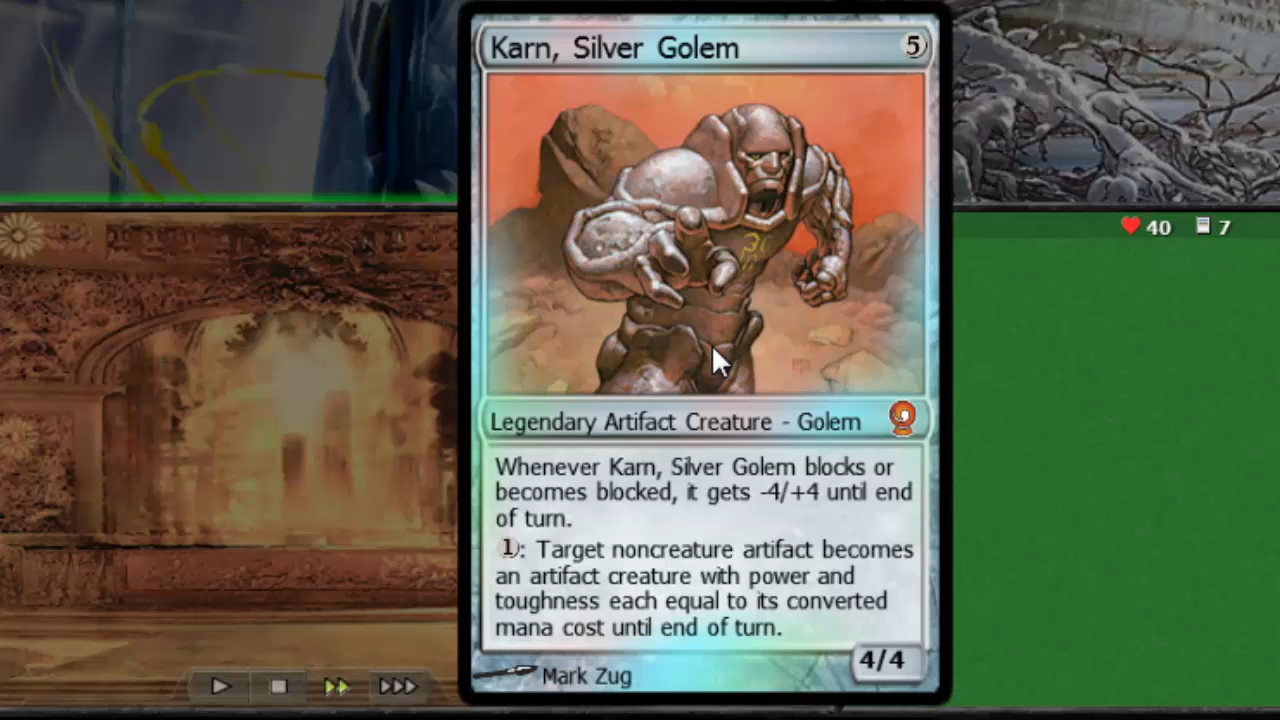 Karn, Silver Golem 5
40 7
Legendary Artifact Creature - Golem
Whenever Karn, Silver Golem blocks or
becomes blocked, it gets -4/+4 until end
of turn.
1: Target noncreature artifact becomes
an artifact creature with power and
toughness each equal to its converted
mana cost until end of turn.
4/4
Mark Zug